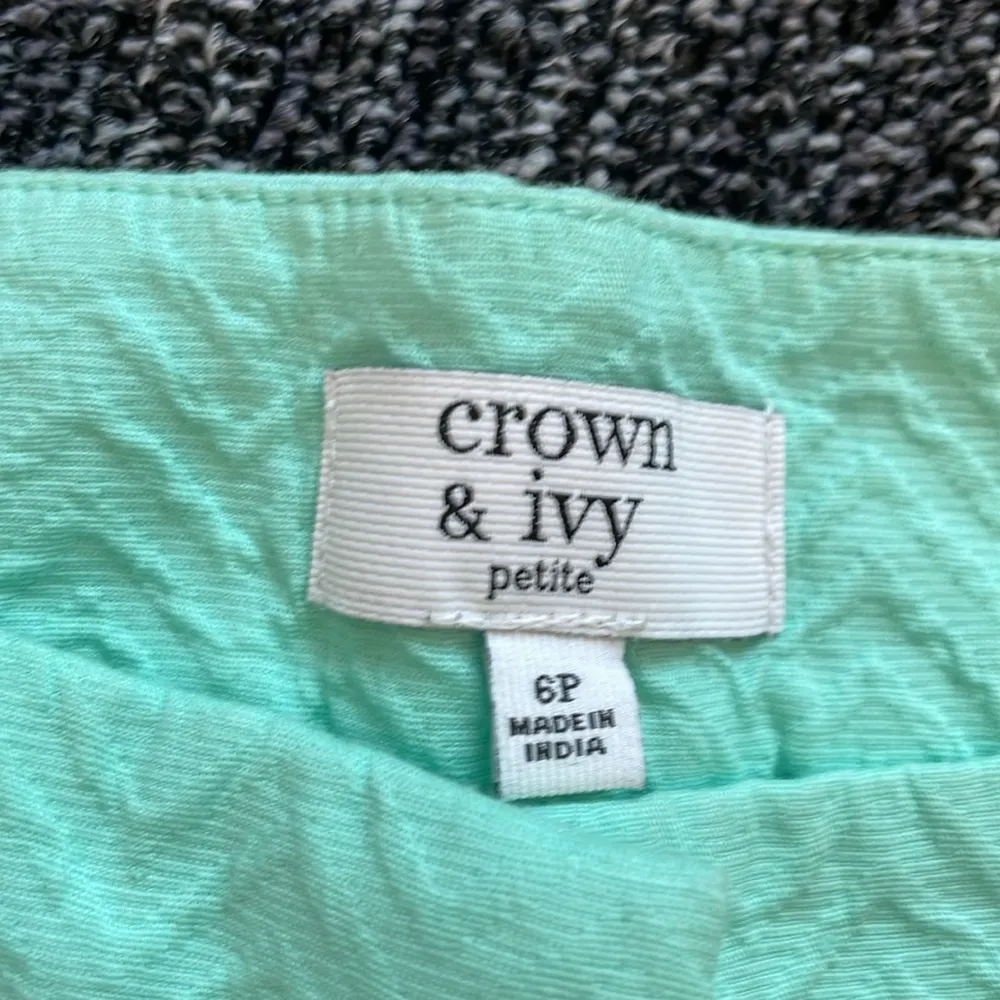 crown
& ivy
petite
6P
MADE IN
INDIA